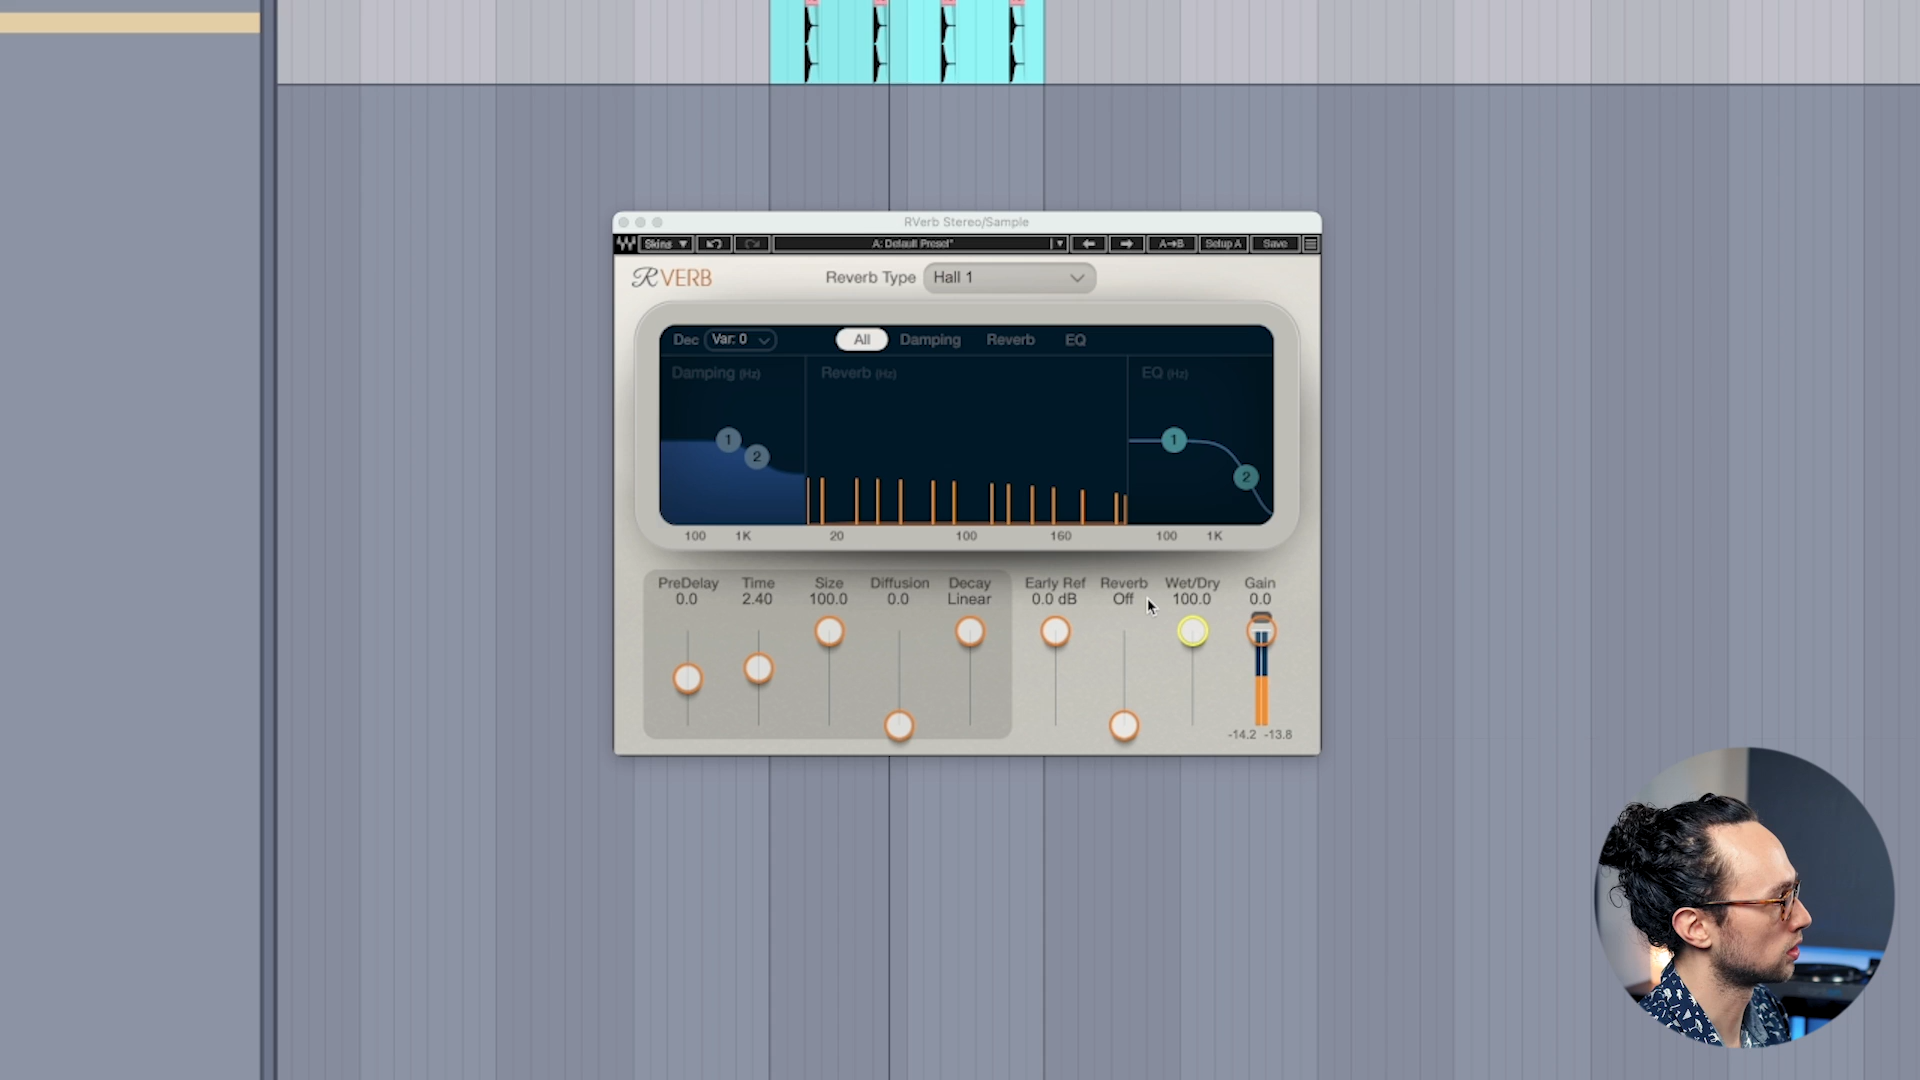 RVerb Stereo/Sample
Skins
A: Default Preset*
A→B
Setup A
Save
RVERB
Reverb Type
Hall 1
Dec
Var: 0
All
Damping
Reverb
EQ
Damping (Hz)
Reverb (Hz)
EQ (Hz)
1
2
1
2
100
1K
20
100
160
100
1K
PreDelay
Time
Size
Diffusion
Decay
Early Ref
Reverb
Wet/Dry
Gain
0.0
2.40
100.0
0.0
Linear
0.0 dB
Off
100.0
0.0
-14.2
-13.8